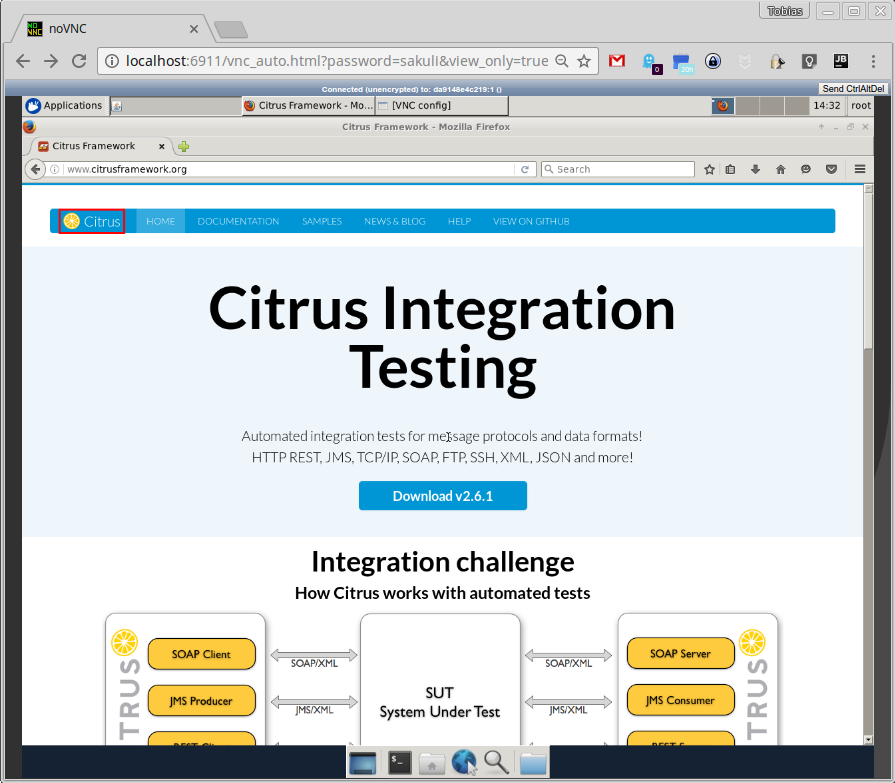 Tobias
noVNC
localhost:6911/vnc_auto.html?password=sakuli&view_only=true
0
20h
JB
Connected (unencrypted) to: da9148e4c219:1 ()
Send CtrlAltDel
Applications
Citrus Framework - Mo...
[VNC config]
14:32
root
Citrus Framework - Mozilla Firefox
Citrus Framework
www.citrusframework.org
Search
Citrus
HOME
DOCUMENTATION
SAMPLES
NEWS & BLOG
HELP
VIEW ON GITHUB
Citrus Integration
Testing
Automated integration tests for message protocols and data formats!
HTTP REST, JMS, TCP/IP, SOAP, FTP, SSH, XML, JSON and more!
Download v2.6.1
Integration challenge
How Citrus works with automated tests
TRUS
SOAP Client
JMS Producer
SOAP/XML
JMS/XML
SUT
System Under Test
SOAP/XML
JMS/XML
SOAP Server
JMS Consumer
TRUS